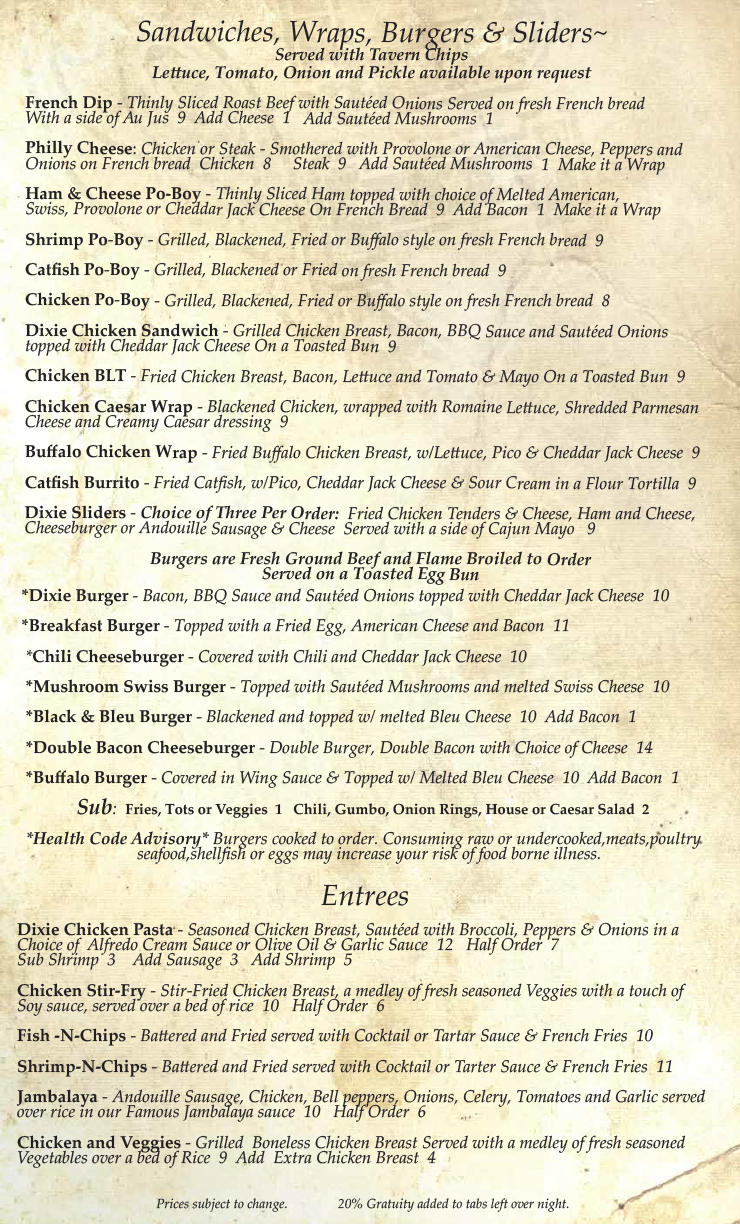 Sandwiches, Wraps, Burgers & Sliders~
Served with Tavern Chips
Lettuce, Tomato, Onion and Pickle available upon request
French Dip - Thinly Sliced Roast Beef with Sautéed Onions Served on fresh French bread
With a side of Au Jus 9 Add Cheese 1 Add Sautéed Mushrooms 1
Philly Cheese: Chicken or Steak - Smothered with Provolone or American Cheese, Peppers and
Onions on French bread Chicken 8 Steak 9 Add Sautéed Mushrooms 1 Make it a Wrap
Ham & Cheese Po-Boy - Thinly Sliced Ham topped with choice of Melted American,
Swiss, Provolone or Cheddar Jack Cheese On French Bread 9 Add Bacon 1 Make it a Wrap
Shrimp Po-Boy - Grilled, Blackened, Fried or Buffalo style on fresh French bread 9
Catfish Po-Boy - Grilled, Blackened or Fried on fresh French bread 9
Chicken Po-Boy - Grilled, Blackened, Fried or Buffalo style on fresh French bread 8
Dixie Chicken Sandwich - Grilled Chicken Breast, Bacon, BBQ Sauce and Sautéed Onions
topped with Cheddar Jack Cheese On a Toasted Bun 9
Chicken BLT - Fried Chicken Breast, Bacon, Lettuce and Tomato & Mayo On a Toasted Bun 9
Chicken Caesar Wrap - Blackened Chicken, wrapped with Romaine Lettuce, Shredded Parmesan
Cheese and Creamy Caesar dressing 9
Buffalo Chicken Wrap - Fried Buffalo Chicken Breast, w/Lettuce, Pico & Cheddar Jack Cheese 9
Catfish Burrito - Fried Catfish, w/Pico, Cheddar Jack Cheese & Sour Cream in a Flour Tortilla 9
Dixie Sliders - Choice of Three Per Order: Fried Chicken Tenders & Cheese, Ham and Cheese,
Cheeseburger or Andouille Sausage & Cheese Served with a side of Cajun Mayo 9
Burgers are Fresh Ground Beef and Flame Broiled to Order
Served on a Toasted Egg Bun
*Dixie Burger - Bacon, BBQ Sauce and Sautéed Onions topped with Cheddar Jack Cheese 10
*Breakfast Burger - Topped with a Fried Egg, American Cheese and Bacon 11
*Chili Cheeseburger - Covered with Chili and Cheddar Jack Cheese 10
*Mushroom Swiss Burger - Topped with Sautéed Mushrooms and melted Swiss Cheese 10
*Black & Bleu Burger - Blackened and topped w/ melted Bleu Cheese 10 Add Bacon 1
*Double Bacon Cheeseburger - Double Burger, Double Bacon with Choice of Cheese 14
*Buffalo Burger - Covered in Wing Sauce & Topped w/ Melted Bleu Cheese 10 Add Bacon 1
Sub: Fries, Tots or Veggies 1 Chili, Gumbo, Onion Rings, House or Caesar Salad 2
*Health Code Advisory* Burgers cooked to order. Consuming raw or undercooked,meats,poultry,
seafood,shellfish or eggs may increase your risk of food borne illness.
Entrees
Dixie Chicken Pasta - Seasoned Chicken Breast, Sautéed with Broccoli, Peppers & Onions in a
Choice of Alfredo Cream Sauce or Olive Oil & Garlic Sauce 12 Half Order 7
Sub Shrimp 3 Add Sausage 3 Add Shrimp 5
Chicken Stir-Fry - Stir-Fried Chicken Breast, a medley of fresh seasoned Veggies with a touch of
Soy sauce, served over a bed of rice 10 Half Order 6
Fish -N-Chips - Battered and Fried served with Cocktail or Tartar Sauce & French Fries 10
Shrimp-N-Chips - Battered and Fried served with Cocktail or Tarter Sauce & French Fries 11
Jambalaya - Andouille Sausage, Chicken, Bell peppers, Onions, Celery, Tomatoes and Garlic served
over rice in our Famous Jambalaya sauce 10 Half Order 6
Chicken and Veggies - Grilled Boneless Chicken Breast Served with a medley of fresh seasoned
Vegetables over a bed of Rice 9 Add Extra Chicken Breast 4
Prices subject to change. 20% Gratuity added to tabs left over night.